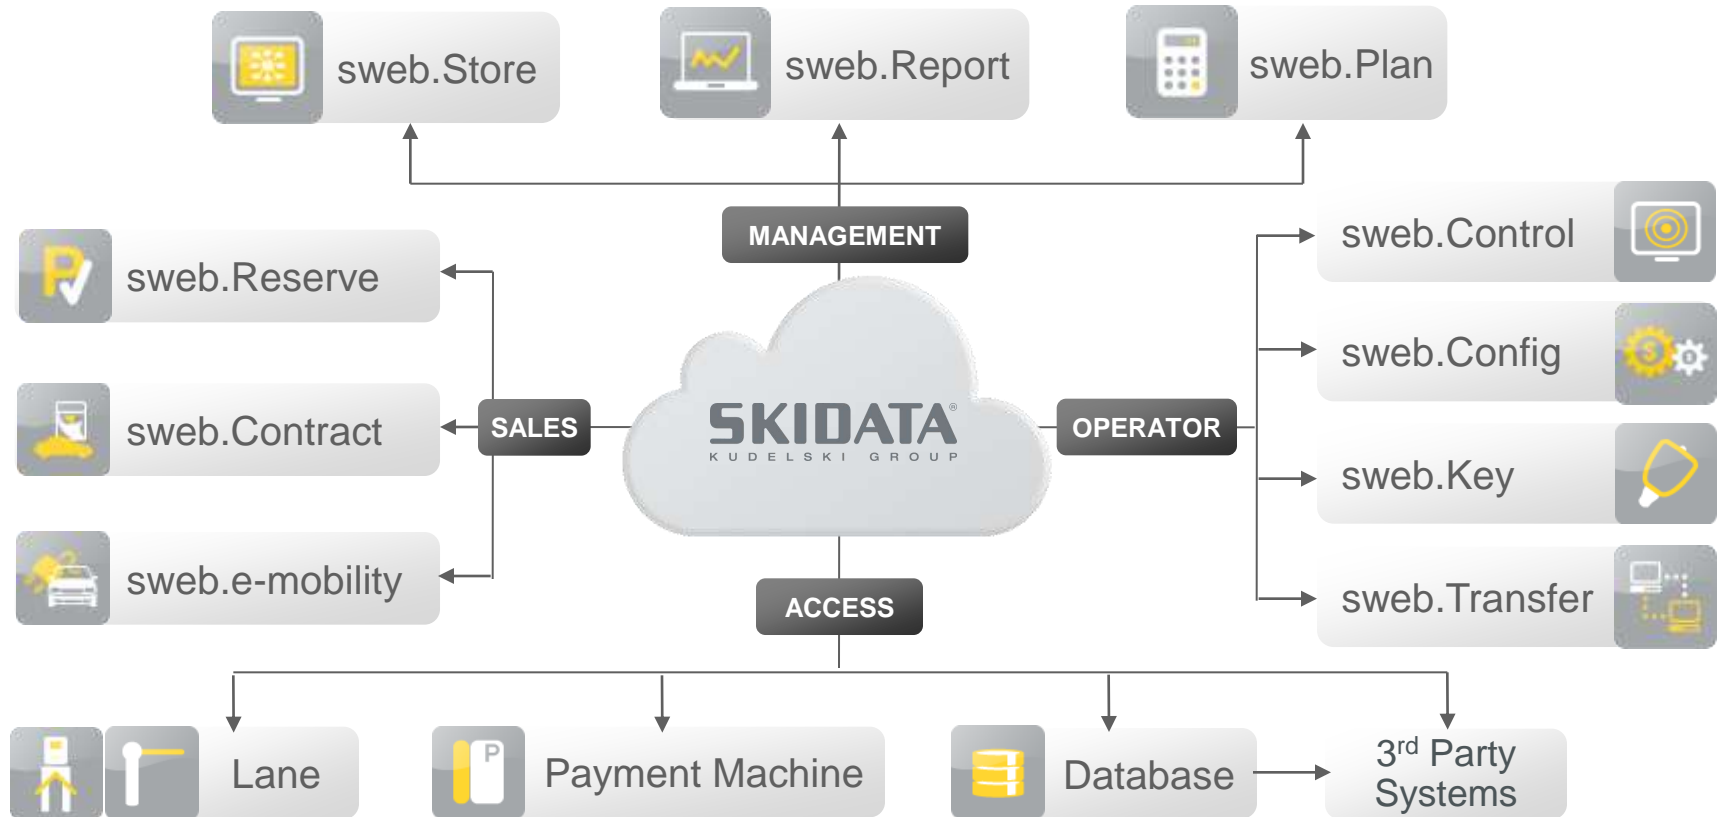 sweb.Store
sweb.Report
sweb.Plan
MANAGEMENT
sweb.Reserve
sweb.Contract
sweb.e-mobility
SALES
SKIDATA®
KUDELSKI GROUP
OPERATOR
sweb.Control
sweb.Config
sweb.Key
sweb.Transfer
ACCESS
Lane
P
Payment Machine
Database
3rd Party
Systems